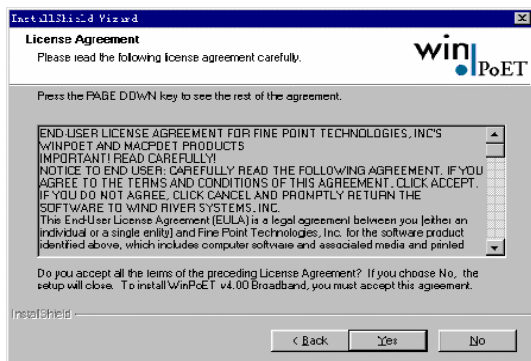 InstallShield Wizard
License Agreement
Please read the following license agreement carefully.
win
PoET
Press the PAGE DOWN key to see the rest of the agreement.
END-USER LICENSE AGREEMENT FOR FINE POINT TECHNOLOGIES, INC'S
WINPOET AND MACPOET PRODUCTS
IMPORTANT! READ CAREFULLY!
NOTICE TO END USER: CAREFULLY READ THE FOLLOWING AGREEMENT. IF YOU
AGREE TO THE TERMS AND CONDITIONS OF THIS AGREEMENT, CLICK ACCEPT.
IF YOU DO NOT AGREE, CLICK CANCEL AND PROMPTLY RETURN THE
SOFTWARE TO WIND RIVER SYSTEMS, INC.
This End-User License Agreement (EULA) is a legal agreement between you (either an
individual or a single entity) and Fine Point Technologies, Inc. for the software product
identified above, which includes computer software and associated media and printed
Do you accept all the terms of the preceding License Agreement? If you choose No, the
setup will close. To install WinPoET v4.00 Broadband, you must accept this agreement.
InstallShield
< Back
Yes
No